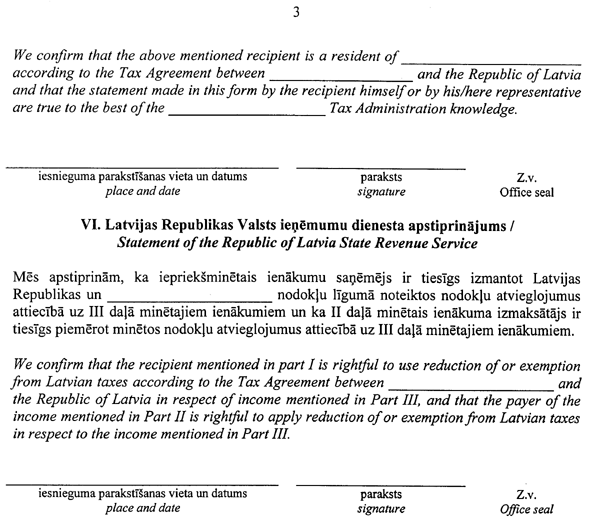 3
We confirm that the above mentioned recipient is a resident of ____________________
according to the Tax Agreement between ____________________ and the Republic of Latvia
and that the statement made in this form by the recipient himself or by his/here representative
are true to the best of the ____________________ Tax Administration knowledge.
iesnieguma parakstīšanas vieta un datums paraksts Z.v.
place and date signature Office seal
VI. Latvijas Republikas Valsts ieņēmumu dienesta apstiprinājums /
Statement of the Republic of Latvia State Revenue Service
Mēs apstiprinām, ka iepriekšminētais ienākumu saņēmējs ir tiesīgs izmantot Latvijas
Republikas un ____________________ nodokļu līgumā noteiktos nodokļu atvieglojumus
attiecībā uz III daļā minētajiem ienākumiem un ka II daļā minētais ienākuma izmaksātājs ir
tiesīgs piemērot minētos nodokļu atvieglojumus attiecībā uz III daļā minētajiem ienākumiem.
We confirm that the recipient mentioned in part I is rightful to use reduction of or exemption
from Latvian taxes according to the Tax Agreement between ____________________ and
the Republic of Latvia in respect of income mentioned in Part III, and that the payer of the
income mentioned in Part II is rightful to apply reduction of or exemption from Latvian taxes
in respect to the income mentioned in Part III.
iesnieguma parakstīšanas vieta un datums paraksts Z.v.
place and date signature Office seal